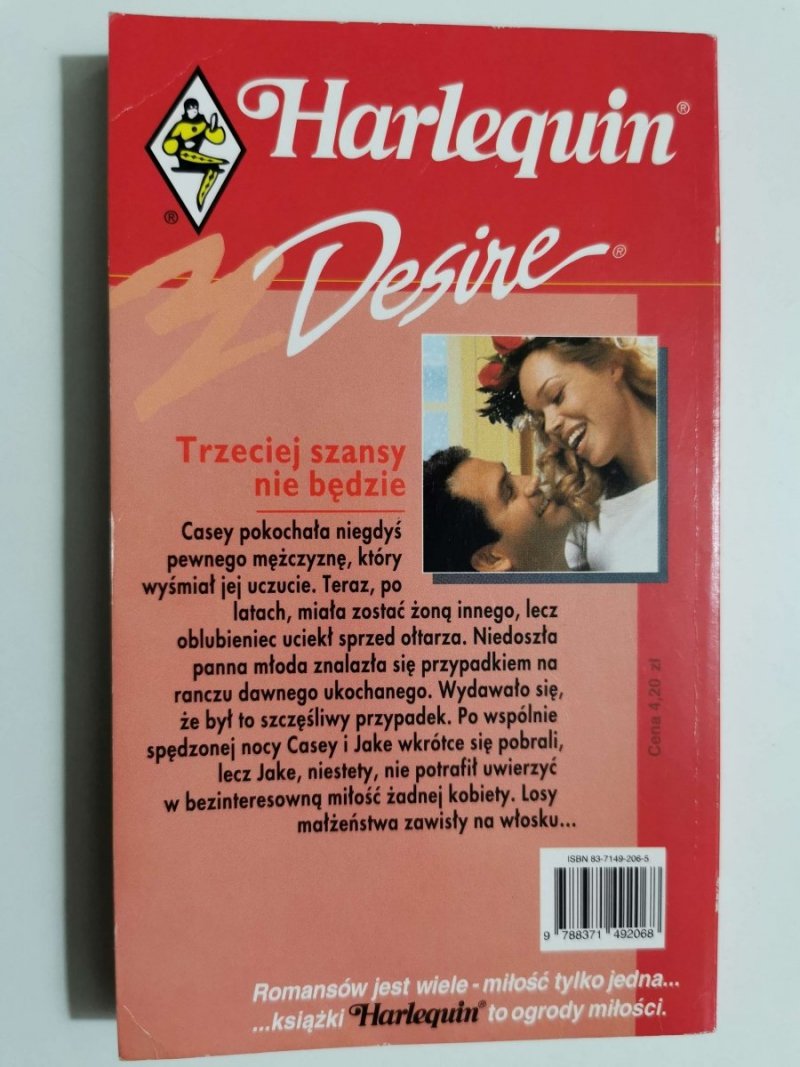 Harlequin®
®
Desire®
Trzeciej szansy
nie będzie
Casey pokochała niegdyś
pewnego mężczyznę, który
wyśmiał jej uczucie. Teraz, po
latach, miała zostać żoną innego, lecz
oblubieniec uciekł sprzed ołtarza. Niedoszła
panna młoda znalazła się przypadkiem na
ranczu dawnego ukochanego. Wydawało się,
że był to szczęśliwy przypadek. Po wspólnie
spędzonej nocy Casey i Jake wkrótce się pobrali,
lecz Jake, niestety, nie potrafił uwierzyć
w bezinteresowną miłość żadnej kobiety. Losy
małżeństwa zawisły na włosku...
Cena 4,20 zł
ISBN 83-7149-206-5
9 788371 492068
Romansów jest wiele - miłość tylko jedna...
...książki Harlequin® to ogrody miłości.